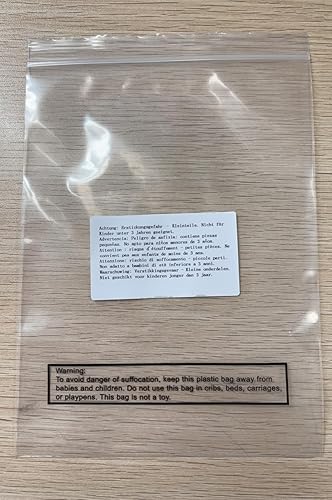 Achtung: Erstickungsgefahr - Kleinteile. Nicht für
Kinder unter 3 Jahren geeignet.
Advertencia: Peligro de asfixia: contiene piezas
pequeñas. No apto para niños menores de 3 años.
Attention : risque d'étouffement - petites pièces. Ne
convient pas aux enfants de moins de 3 ans.
Attenzione: rischio di soffocamento - piccole parti.
Non adatto a bambini di età inferiore a 3 anni.
Waarschuwing: Verstikkingsgevaar - Kleine onderdelen.
Niet geschikt voor kinderen jonger dan 3 jaar.
Warning:
To avoid danger of suffocation, keep this plastic bag away from
babies and children. Do not use this bag in cribs, beds, carriages,
or playpens. This bag is not a toy.